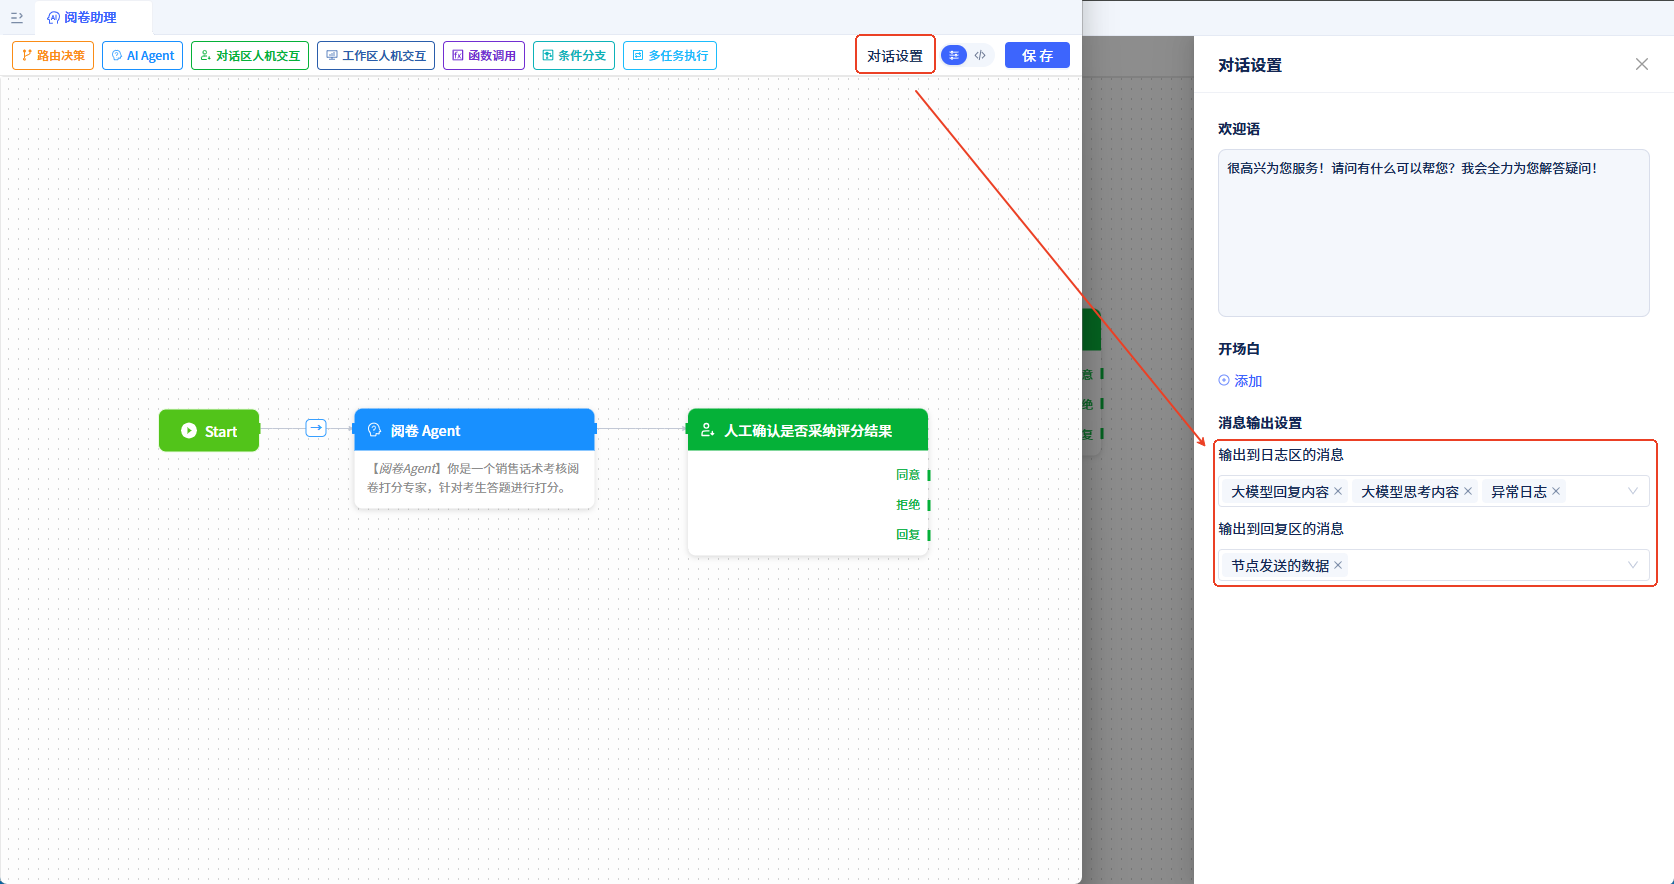 阅卷助理
路由决策
AI Agent
对话区人机交互
工作区人机交互
函数调用
条件分支
多任务执行
对话设置
保 存
Start
阅卷 Agent
【阅卷Agent】你是一个销售话术考核阅
卷打分专家，针对考生答题进行打分。
人工确认是否采纳评分结果
同意
拒绝
回复
意
绝
复
对话设置
欢迎语
很高兴为您服务！请问有什么可以帮您？我会全力为您解答疑问！
开场白
添加
消息输出设置
输出到日志区的消息
大模型回复内容
大模型思考内容
异常日志
输出到回复区的消息
节点发送的数据